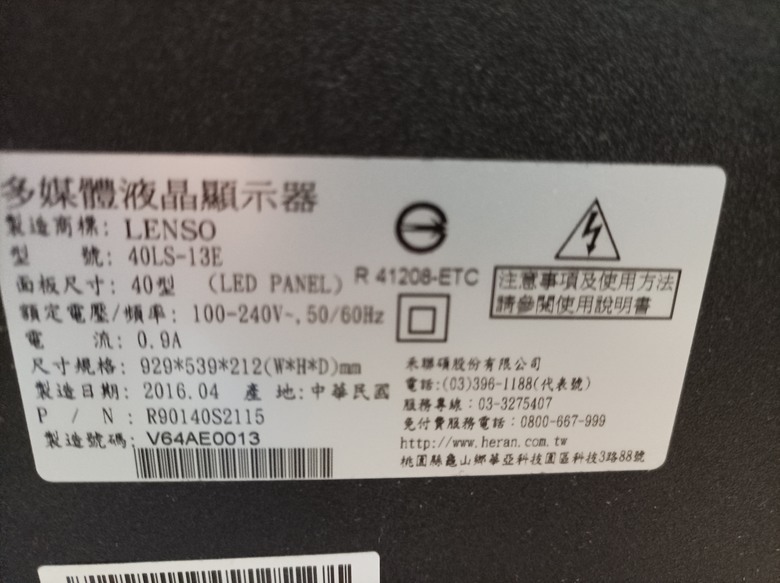 多媒體液晶顯示器
製造商標: LENSO
型 號: 40LS-13E
面板尺寸: 40型 (LED PANEL)
額定電壓/頻率: 100-240V~,50/60Hz
電 流: 0.9A
尺寸規格: 929*539*212(W*H*D)mm
製造日期: 2016.04 產 地:中華民國
P / N : R90140S2115
製造號碼: V64AE0013
R 41208-ETC
注意事項及使用方法
請參閱使用說明書
禾聯碩股份有限公司
電話:(03)396-1188(代表號)
服務專線: 03-3275407
免付費服務電話: 0800-667-999
http://www.heran.com.tw
桃園縣龜山鄉華亞科技園區科技3路88號